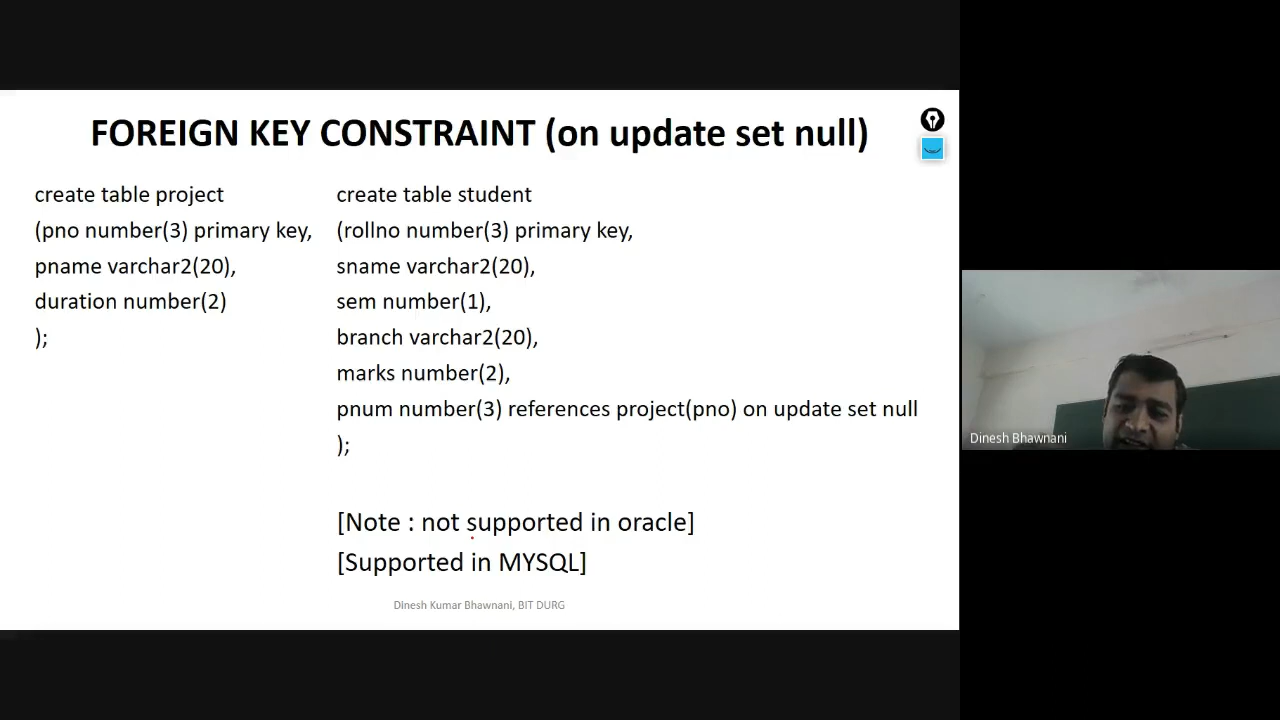 FOREIGN KEY CONSTRAINT (on update set null)
create table project
(pno number(3) primary key,
pname varchar2(20),
duration number(2)
);
create table student
(rollno number(3) primary key,
sname varchar2(20),
sem number(1),
branch varchar2(20),
marks number(2),
pnum number(3) references project(pno) on update set null
);
[Note : not supported in oracle]
[Supported in MYSQL]
Dinesh Kumar Bhawnani, BIT DURG
Dinesh Bhawnani